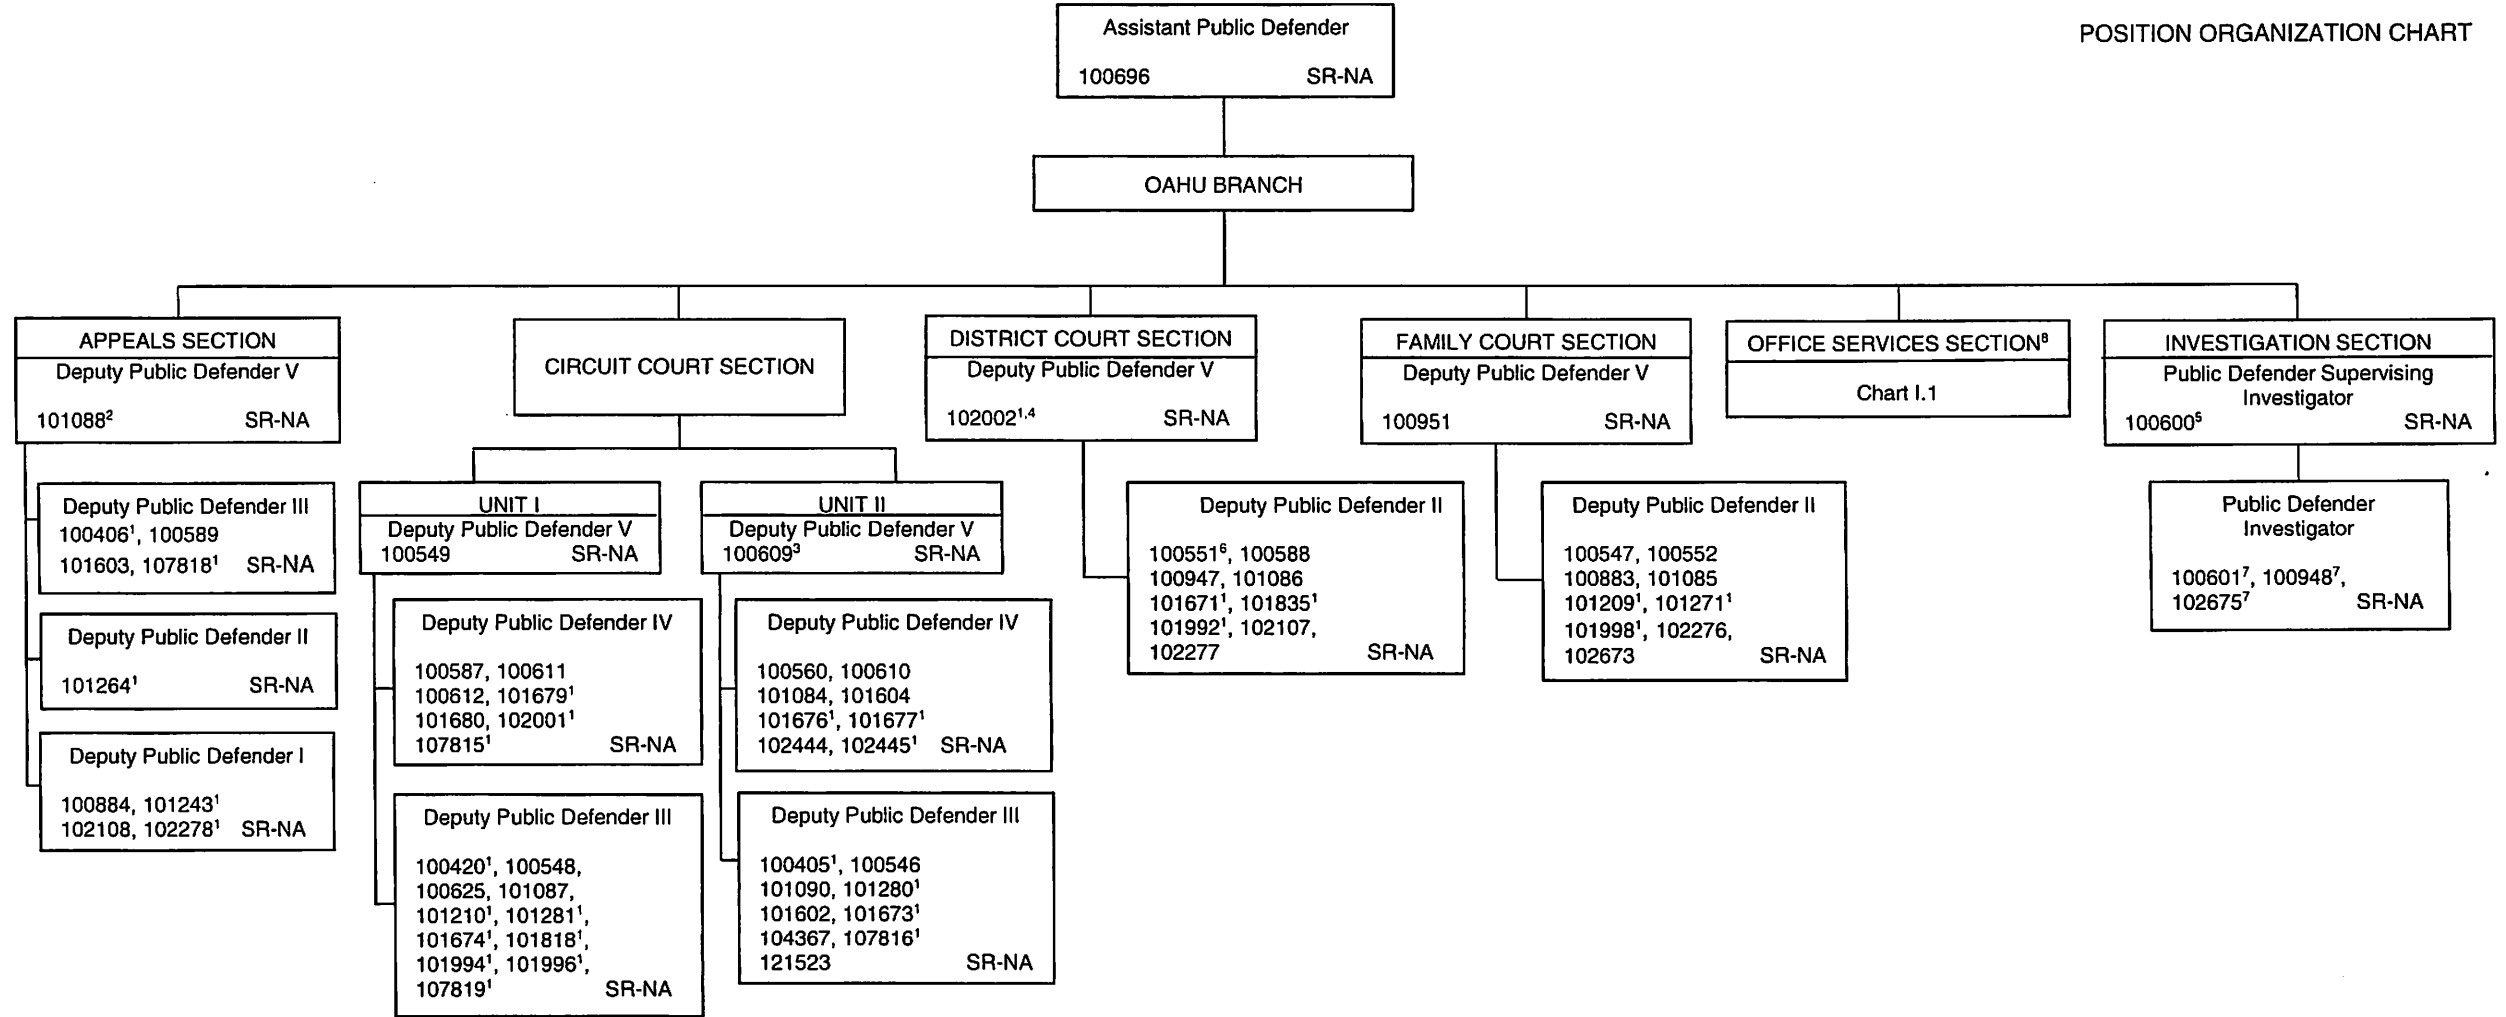 POSITION ORGANIZATION CHART
Assistant Public Defender
100696 SR-NA
OAHU BRANCH
APPEALS SECTION
Deputy Public Defender V
101088² SR-NA
Deputy Public Defender III
100406¹, 100589
101603, 107818¹ SR-NA
Deputy Public Defender II
101264¹ SR-NA
Deputy Public Defender I
100884, 101243¹
102108, 102278¹ SR-NA
CIRCUIT COURT SECTION
UNIT I
Deputy Public Defender V
100549 SR-NA
Deputy Public Defender IV
100587, 100611
100612, 101679¹
101680, 102001¹
107815¹ SR-NA
Deputy Public Defender III
100420¹, 100548,
100625, 101087,
101210¹, 101281¹,
101674¹, 101818¹,
101994¹, 101996¹,
107819¹ SR-NA
UNIT II
Deputy Public Defender V
100609³ SR-NA
Deputy Public Defender IV
100560, 100610
101084, 101604
101676¹, 101677¹
102444, 102445¹ SR-NA
Deputy Public Defender III
100405¹, 100546
101090, 101280¹
101602, 101673¹
104367, 107816¹
121523 SR-NA
DISTRICT COURT SECTION
Deputy Public Defender V
102002¹·⁴ SR-NA
Deputy Public Defender II
100551⁶, 100588
100947, 101086
101671¹, 101835¹
101992¹, 102107,
102277 SR-NA
FAMILY COURT SECTION
Deputy Public Defender V
100951 SR-NA
Deputy Public Defender II
100547, 100552
100883, 101085
101209¹, 101271¹
101998¹, 102276,
102673 SR-NA
OFFICE SERVICES SECTION⁸
Chart I.1
INVESTIGATION SECTION
Public Defender Supervising
Investigator
100600⁵ SR-NA
Public Defender
Investigator
100601⁷, 100948⁷,
102675⁷ SR-NA